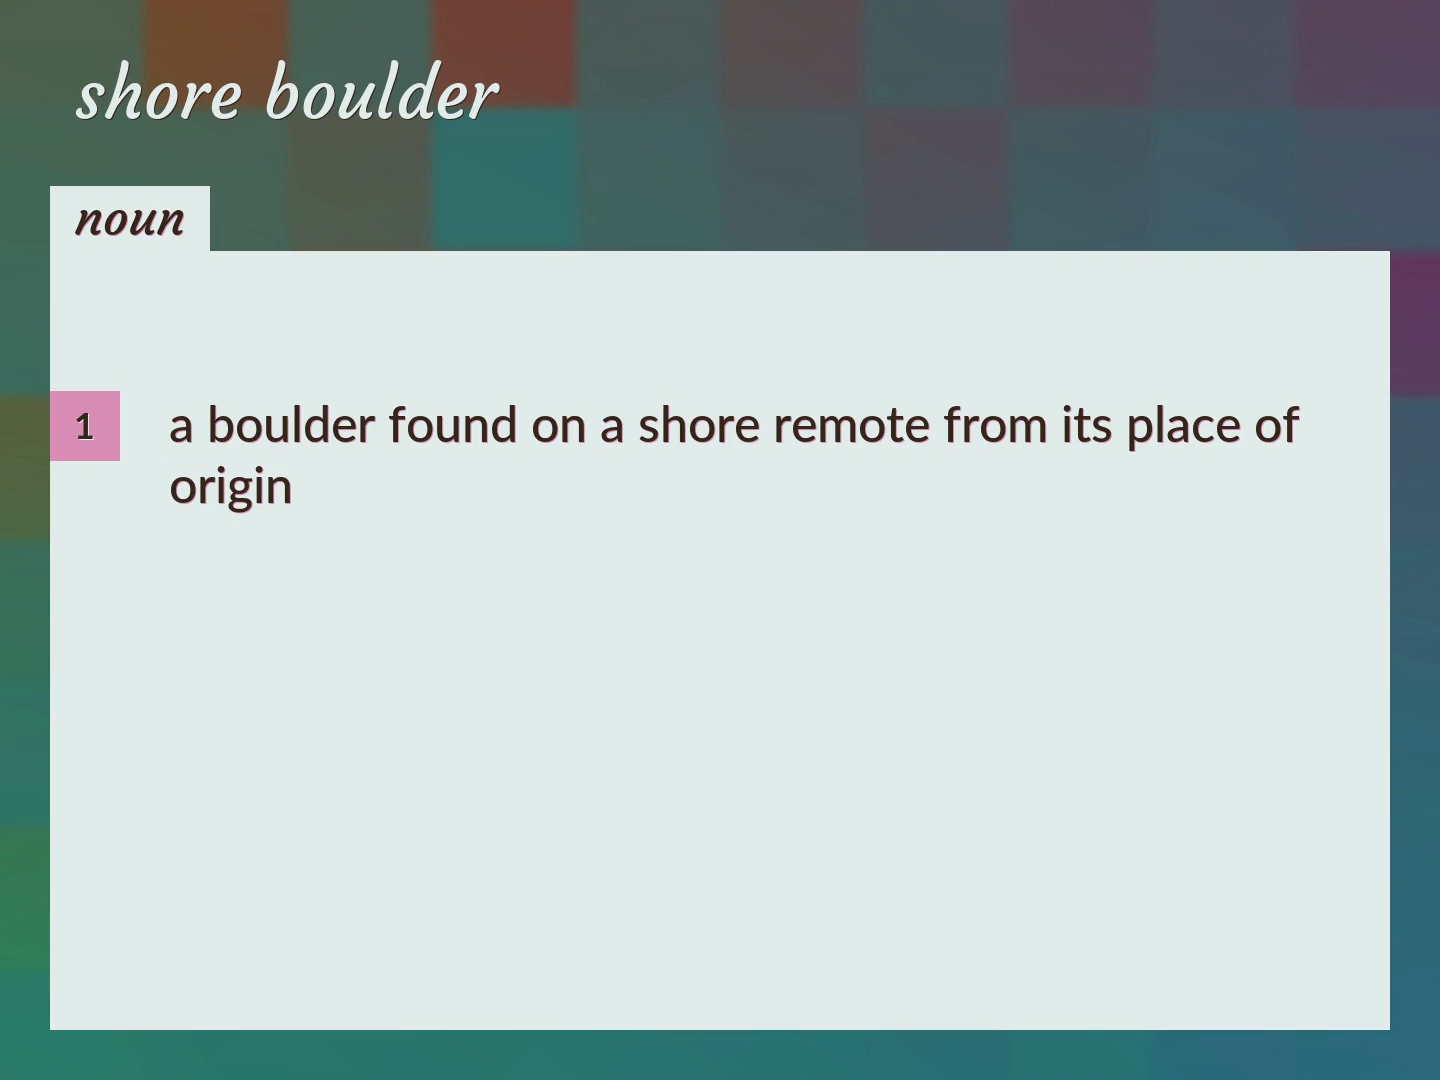 shore boulder
noun
1
a boulder found on a shore remote from its place of
origin